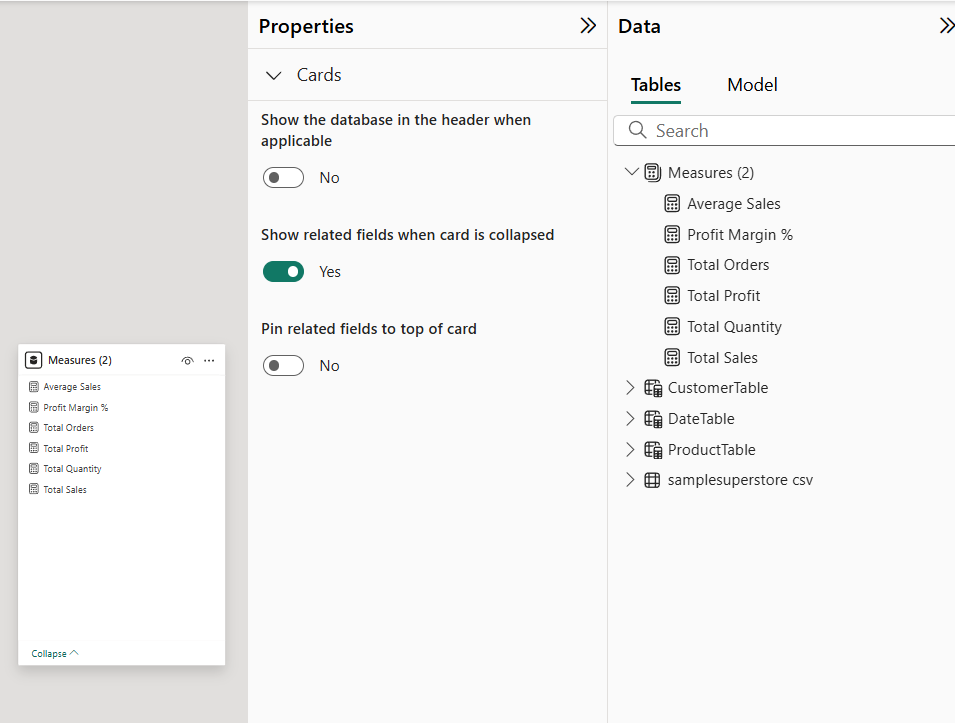 Properties
Cards
Show the database in the header when
applicable
No
Show related fields when card is collapsed
Yes
Pin related fields to top of card
No
Measures (2)
Average Sales
Profit Margin %
Total Orders
Total Profit
Total Quantity
Total Sales
Collapse
Data
Tables Model
Search
Measures (2)
Average Sales
Profit Margin %
Total Orders
Total Profit
Total Quantity
Total Sales
CustomerTable
DateTable
ProductTable
samplesuperstore csv